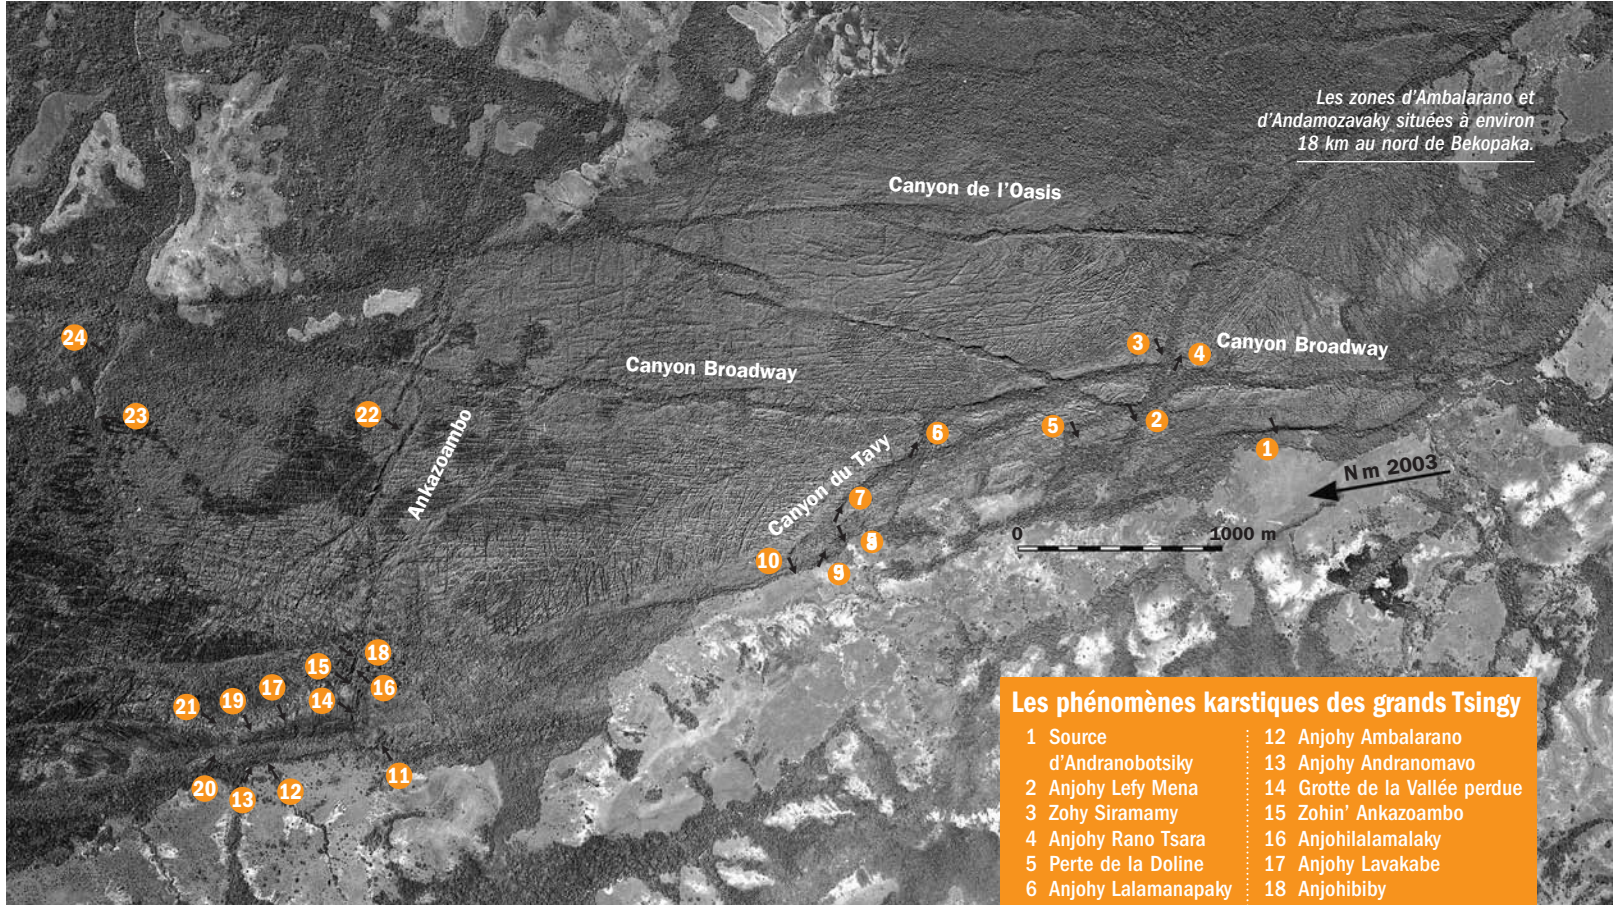 Les zones d'Ambalarano et
d'Andamozavaky situées à environ
18 km au nord de Bekopaka.
Canyon de l'Oasis
24
3
4
Canyon Broadway
Canyon Broadway
23
22
Ankazoambo
6
5
2
1
Canyon du Tavy
N m 2003
7
0 1000 m
10
18
15
16
17
14
19
21
11
20
13
12
Les phénomènes karstiques des grands Tsingy
1 Source
d'Andranobotsiky
2 Anjohy Lefy Mena
3 Zohy Siramamy
4 Anjohy Rano Tsara
5 Perte de la Doline
6 Anjohy Lalamanapaky
12 Anjohy Ambalarano
13 Anjohy Andranomavo
14 Grotte de la Vallée perdue
15 Zohin' Ankazoambo
16 Anjohilalamalaky
17 Anjohy Lavakabe
18 Anjohibiby